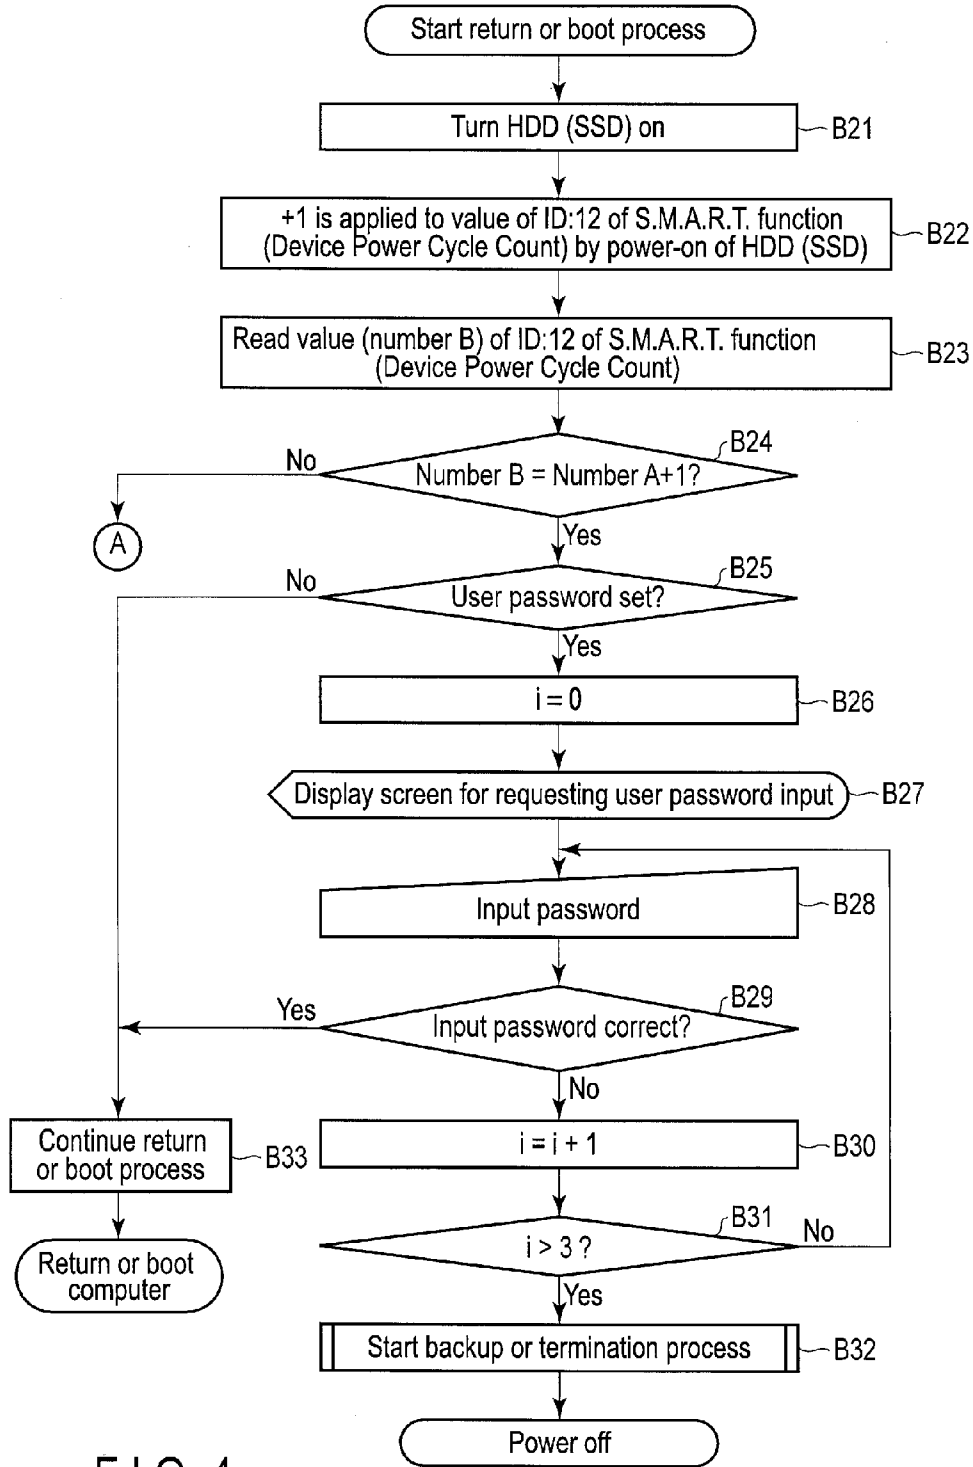 Start return or boot process
Turn HDD (SSD) on
B21
+1 is applied to value of ID:12 of S.M.A.R.T. function
(Device Power Cycle Count) by power-on of HDD (SSD)
B22
Read value (number B) of ID:12 of S.M.A.R.T. function
(Device Power Cycle Count)
B23
B24
No
Number B = Number A+1?
A
Yes
B25
No
User password set?
Yes
i = 0
B26
Display screen for requesting user password input
B27
Input password
B28
B29
Yes
Input password correct?
No
Continue return
or boot process
B33
i = i + 1
B30
B31
i > 3 ?
No
Return or boot
computer
Yes
Start backup or termination process
B32
Power off
FIG. 4